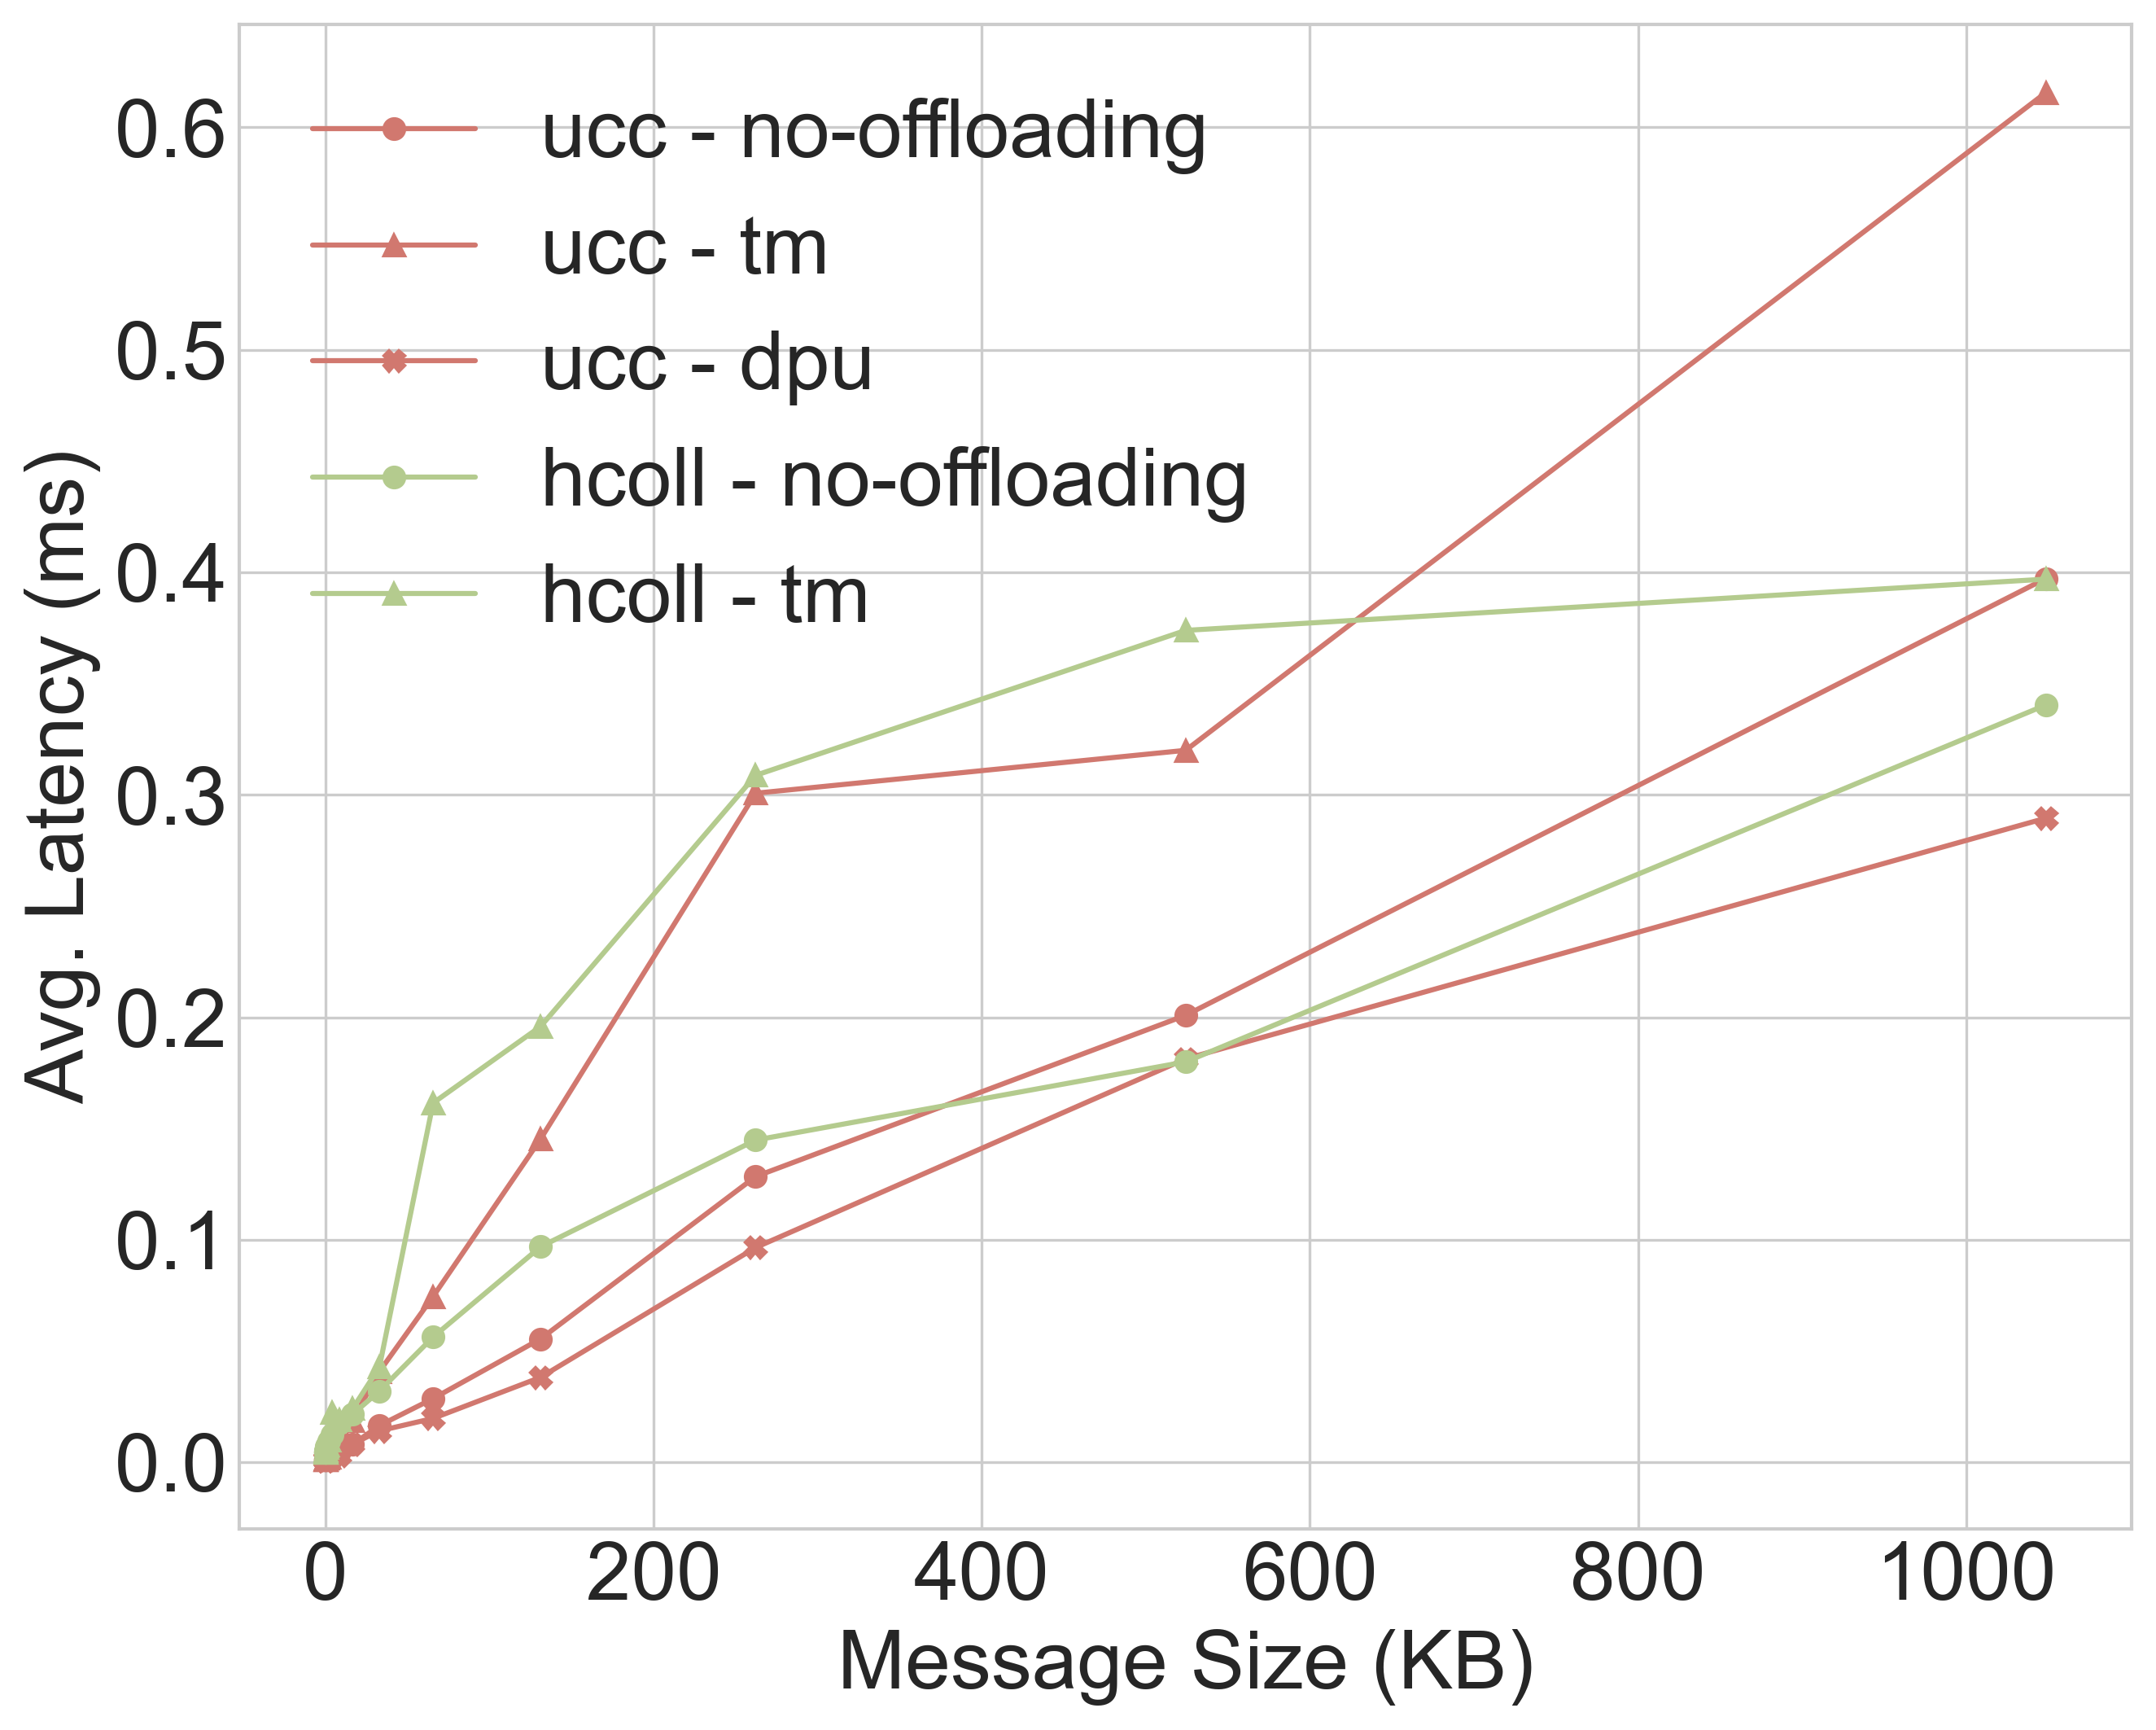 ucc - no-offloading
ucc - tm
ucc - dpu
hcoll - no-offloading
hcoll - tm
Avg. Latency (ms)
0.6
0.5
0.4
0.3
0.2
0.1
0.0
0 200 400 600 800 1000
Message Size (KB)